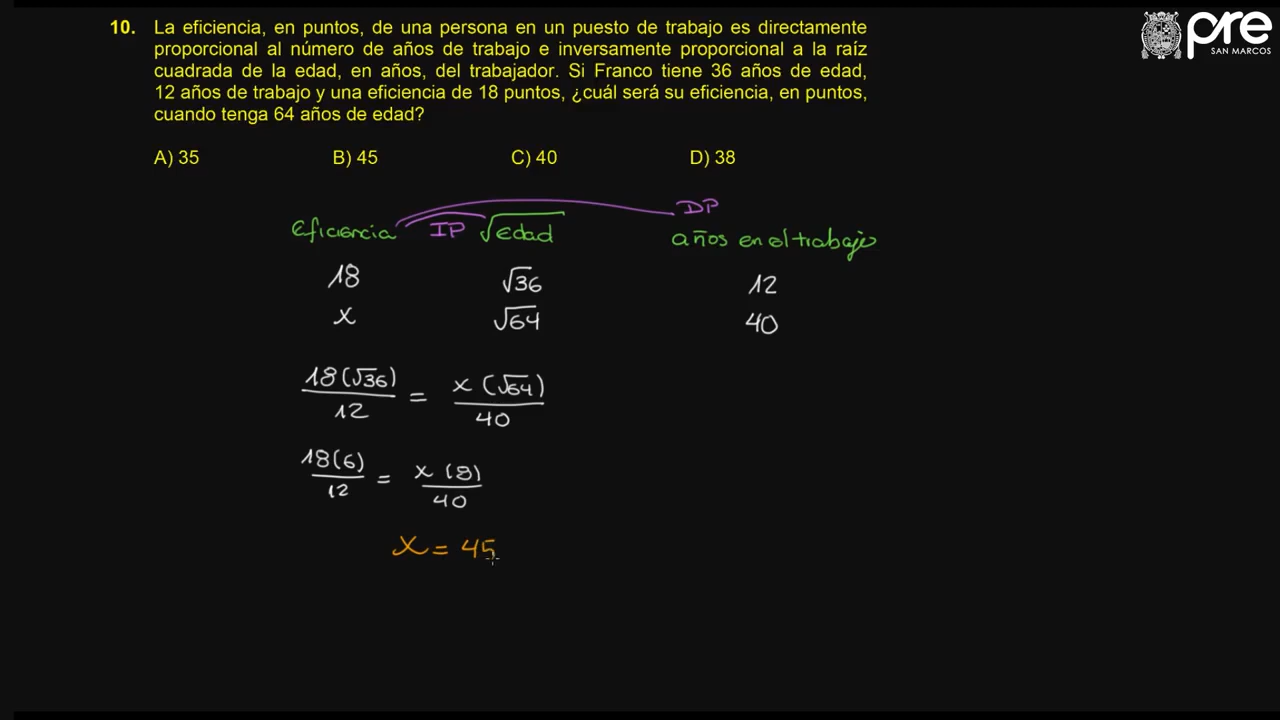 10. La eficiencia, en puntos, de una persona en un puesto de trabajo es directamente
proporcional al número de años de trabajo e inversamente proporcional a la raíz
cuadrada de la edad, en años, del trabajador. Si Franco tiene 36 años de edad,
12 años de trabajo y una eficiencia de 18 puntos, ¿cuál será su eficiencia, en puntos,
cuando tenga 64 años de edad?
pre
SAN MARCOS
A) 35 B) 45 C) 40 D) 38
DP
Eficiencia IP √edad años en el trabajo
18 √36 12
x √64 40
18(√36)/12 = x(√64)/40
18(6)/12 = x(8)/40
x = 45